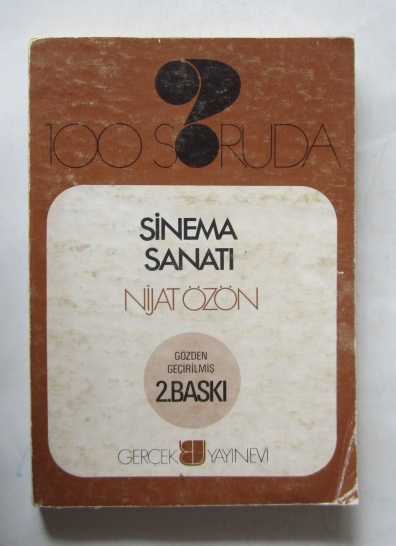 100 SORUDA
SİNEMA
SANATI
NİJAT ÖZÖN
GÖZDEN
GEÇİRİLMİŞ
2.BASKI
GERÇEK YAYINEVİ